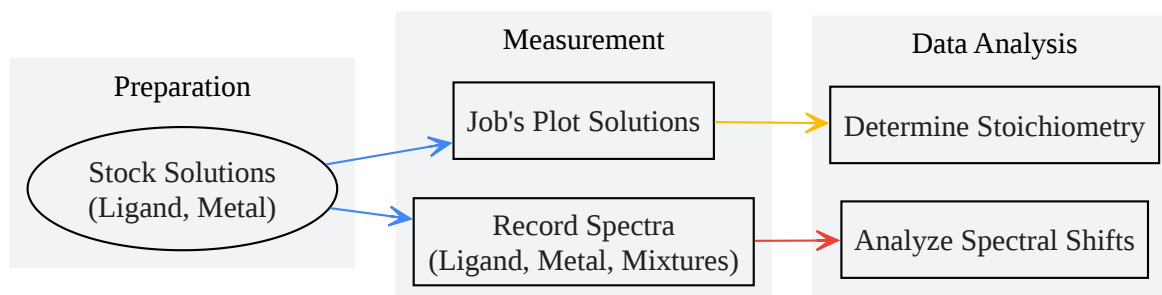 Preparation
Stock Solutions
(Ligand, Metal)
Measurement
Job's Plot Solutions
Record Spectra
(Ligand, Metal, Mixtures)
Data Analysis
Determine Stoichiometry
Analyze Spectral Shifts